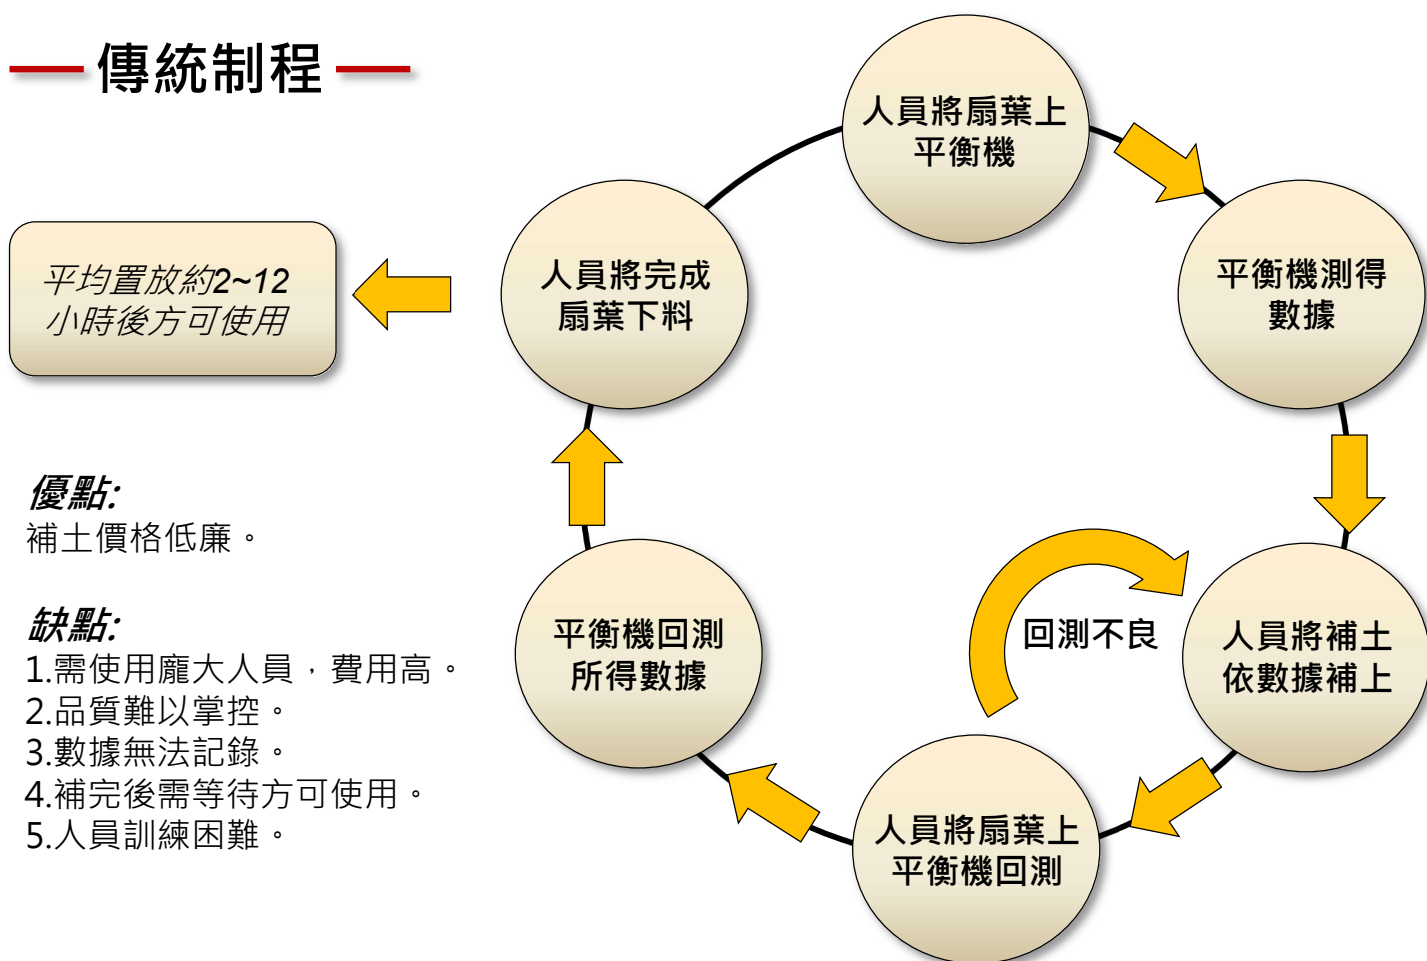 傳統制程
人員將扇葉上
平衡機
平衡機測得
數據
人員將補土
依數據補上
回測不良
人員將扇葉上
平衡機回測
平衡機回測
所得數據
人員將完成
扇葉下料
平均置放約2~12
小時後方可使用
優點:
補土價格低廉。
缺點:
1.需使用龐大人員，費用高。
2.品質難以掌控。
3.數據無法記錄。
4.補完後需等待方可使用。
5.人員訓練困難。